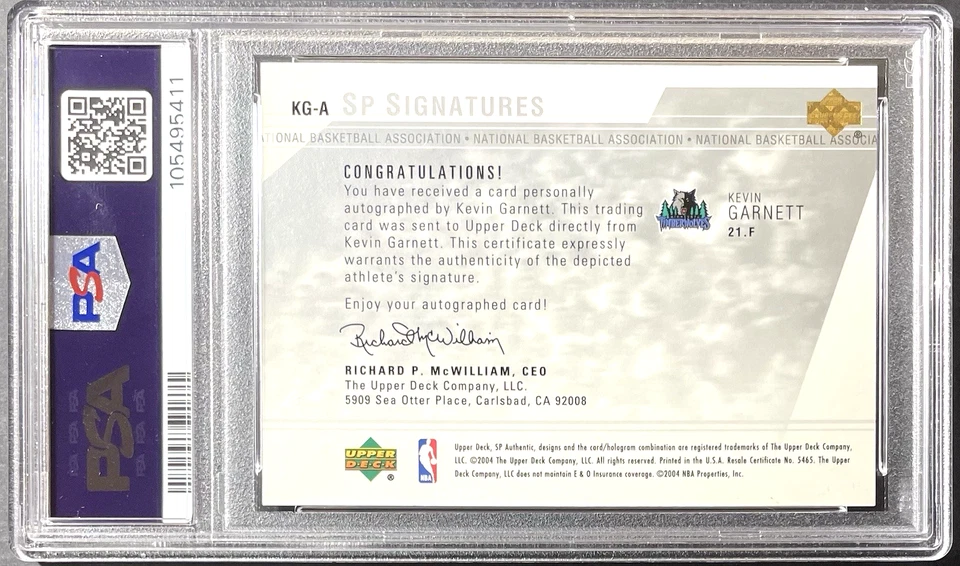 105495411
PSA
PSA
KG-A SP SIGNATURES
TIONAL BASKETBALL ASSOCIATION • NATIONAL BASKETBALL ASSOCIATION • NATIONAL BASKETBALL ASSOCIA
CONGRATULATIONS!
You have received a card personally
autographed by Kevin Garnett. This trading
card was sent to Upper Deck directly from
Kevin Garnett. This certificate expressly
warrants the authenticity of the depicted
athlete's signature.
Enjoy your autographed card!
TIMBERWOLVES
KEVIN
GARNETT
21.F
Richard McWilliam
RICHARD P. McWILLIAM, CEO
The Upper Deck Company, LLC.
5909 Sea Otter Place, Carlsbad, CA 92008
UPPER
DECK
®
NBA
Upper Deck, SP Authentic, designs and the card/hologram combination are registered trademarks of The Upper Deck Company,
LLC. ©2004 The Upper Deck Company, LLC. All rights reserved. Printed in the U.S.A. Resale Certificate No. 5465. The Upper
Deck Company, LLC does not maintain E & O Insurance coverage. ©2004 NBA Properties, Inc.